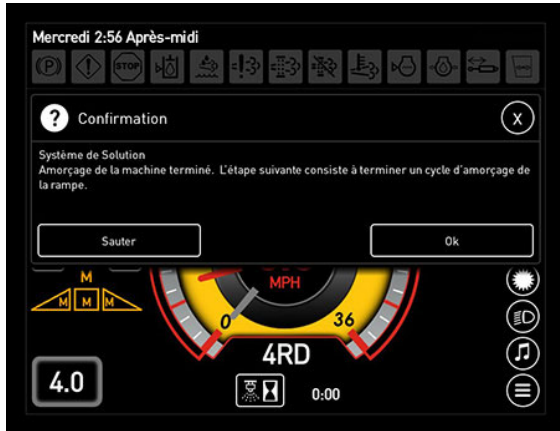 Mercredi 2:56 Après-midi
(P)
STOP
Confirmation
X
Système de Solution
Amorçage de la machine terminé. L'étape suivante consiste à terminer un cycle d'amorçage de
la rampe.
Sauter
Ok
MPH
M
M M M
0
36
4RD
4.0
0:00